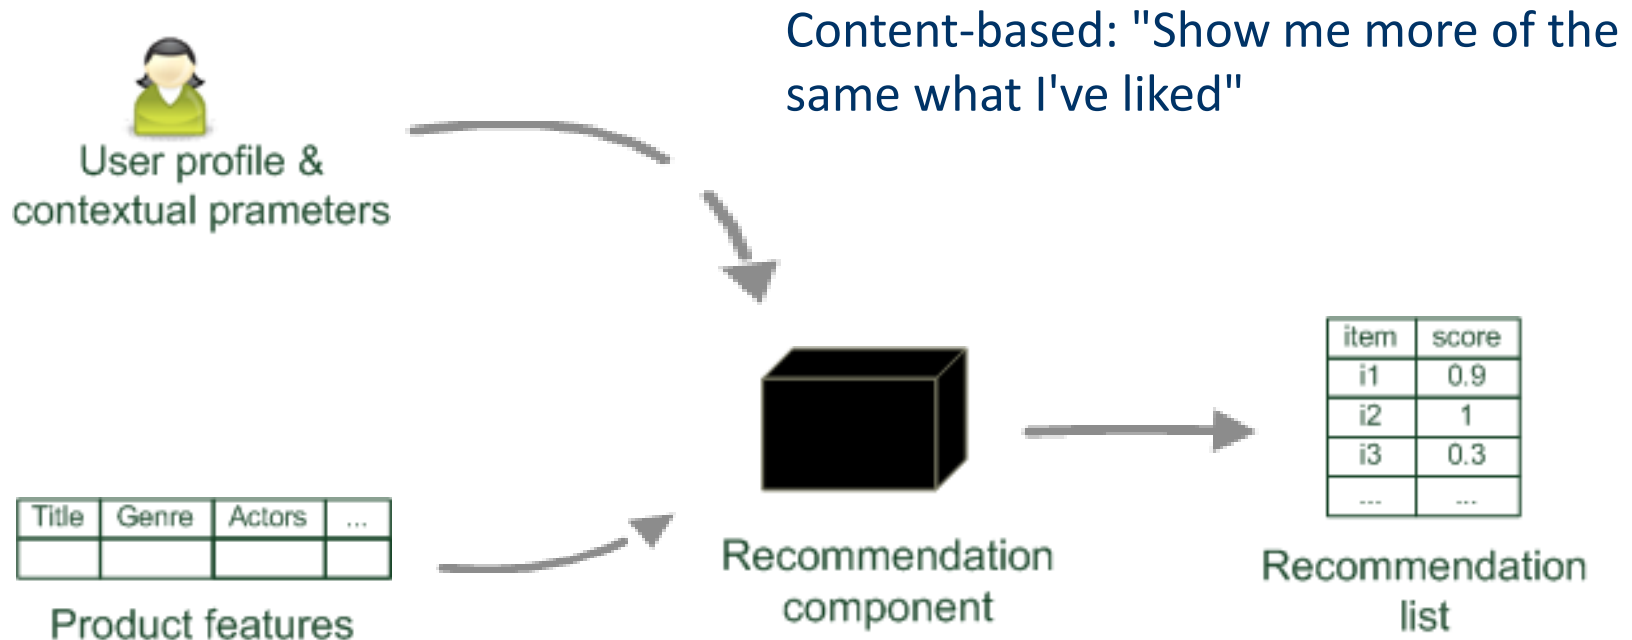 Content-based: "Show me more of the
same what I've liked"
User profile &
contextual prameters
item score
i1 0.9
i2 1
i3 0.3
... ...
Title Genre Actors ...
Recommendation
component
Recommendation
list
Product features